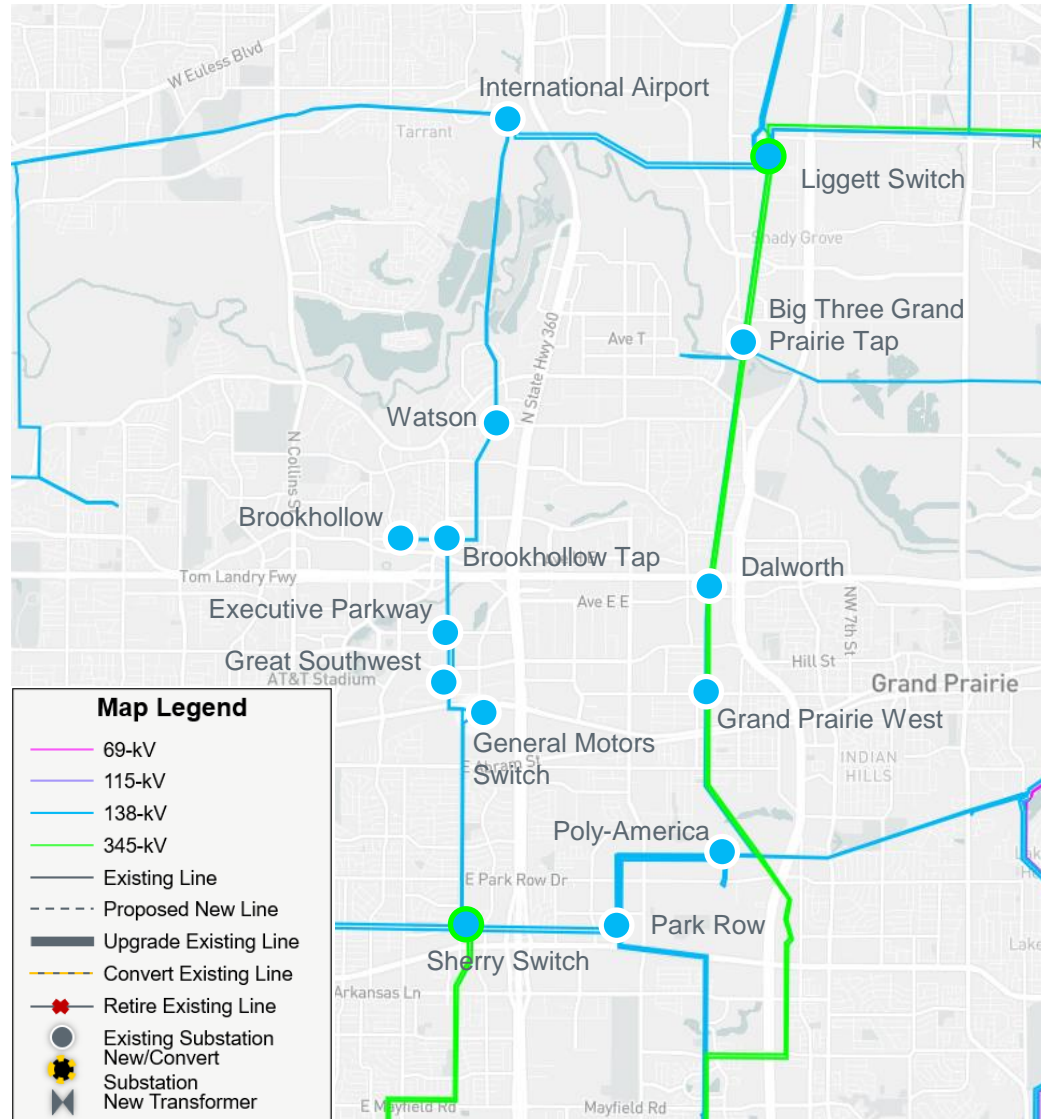 W Euless Blvd
International Airport
Tarrant
Liggett Switch
Shady Grove
N State Hwy 360
Big Three Grand
Prairie Tap
Ave T
Watson
N Collins St
Brookhollow
Brookhollow Tap
Ave H E
Tom Landry Fwy
Dalworth
Ave E E
NW 7th St
Executive Parkway
Great Southwest
AT&T Stadium
Hill St
Grand Prairie
Grand Prairie West
General Motors
Switch
E Abram St
INDIAN
HILLS
Poly-America
E Park Row Dr
Park Row
Sherry Switch
Lake
Arkansas Ln
E Mayfield Rd
Mayfield Rd
Map Legend
69-kV
115-kV
138-kV
345-kV
Existing Line
Proposed New Line
Upgrade Existing Line
Convert Existing Line
Retire Existing Line
Existing Substation
New/Convert
Substation
New Transformer